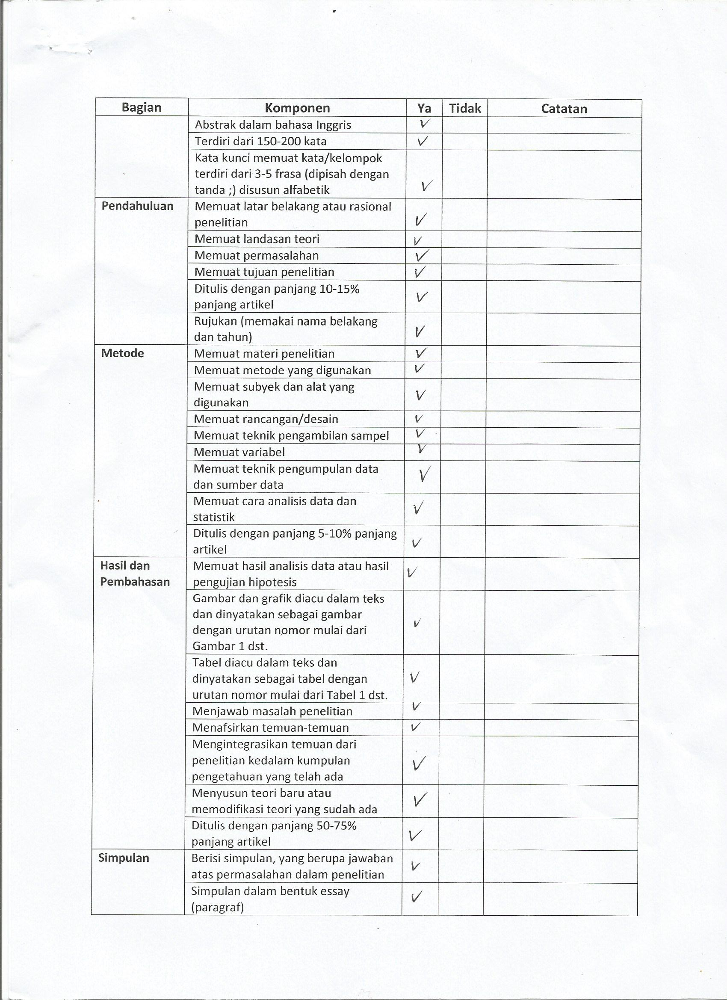 Bagian Komponen Ya Tidak Catatan
Abstrak dalam bahasa Inggris ✓
Terdiri dari 150-200 kata ✓
Kata kunci memuat kata/kelompok
terdiri dari 3-5 frasa (dipisah dengan
tanda ;) disusun alfabetik ✓
Pendahuluan Memuat latar belakang atau rasional
penelitian ✓
Memuat landasan teori ✓
Memuat permasalahan ✓
Memuat tujuan penelitian ✓
Ditulis dengan panjang 10-15% ✓
panjang artikel
Rujukan (memakai nama belakang ✓
dan tahun)
Metode Memuat materi penelitian ✓
Memuat metode yang digunakan ✓
Memuat subyek dan alat yang ✓
digunakan
Memuat rancangan/desain ✓
Memuat teknik pengambilan sampel ✓
Memuat variabel ✓
Memuat teknik pengumpulan data ✓
dan sumber data
Memuat cara analisis data dan ✓
statistik
Ditulis dengan panjang 5-10% panjang ✓
artikel
Hasil dan Memuat hasil analisis data atau hasil ✓
Pembahasan pengujian hipotesis
Gambar dan grafik diacu dalam teks
dan dinyatakan sebagai gambar ✓
dengan urutan nomor mulai dari
Gambar 1 dst.
Tabel diacu dalam teks dan
dinyatakan sebagai tabel dengan ✓
urutan nomor mulai dari Tabel 1 dst.
Menjawab masalah penelitian ✓
Menafsirkan temuan-temuan ✓
Mengintegrasikan temuan dari
penelitian kedalam kumpulan ✓
pengetahuan yang telah ada
Menyusun teori baru atau ✓
memodifikasi teori yang sudah ada
Ditulis dengan panjang 50-75% ✓
panjang artikel
Simpulan Berisi simpulan, yang berupa jawaban ✓
atas permasalahan dalam penelitian
Simpulan dalam bentuk essay ✓
(paragraf)